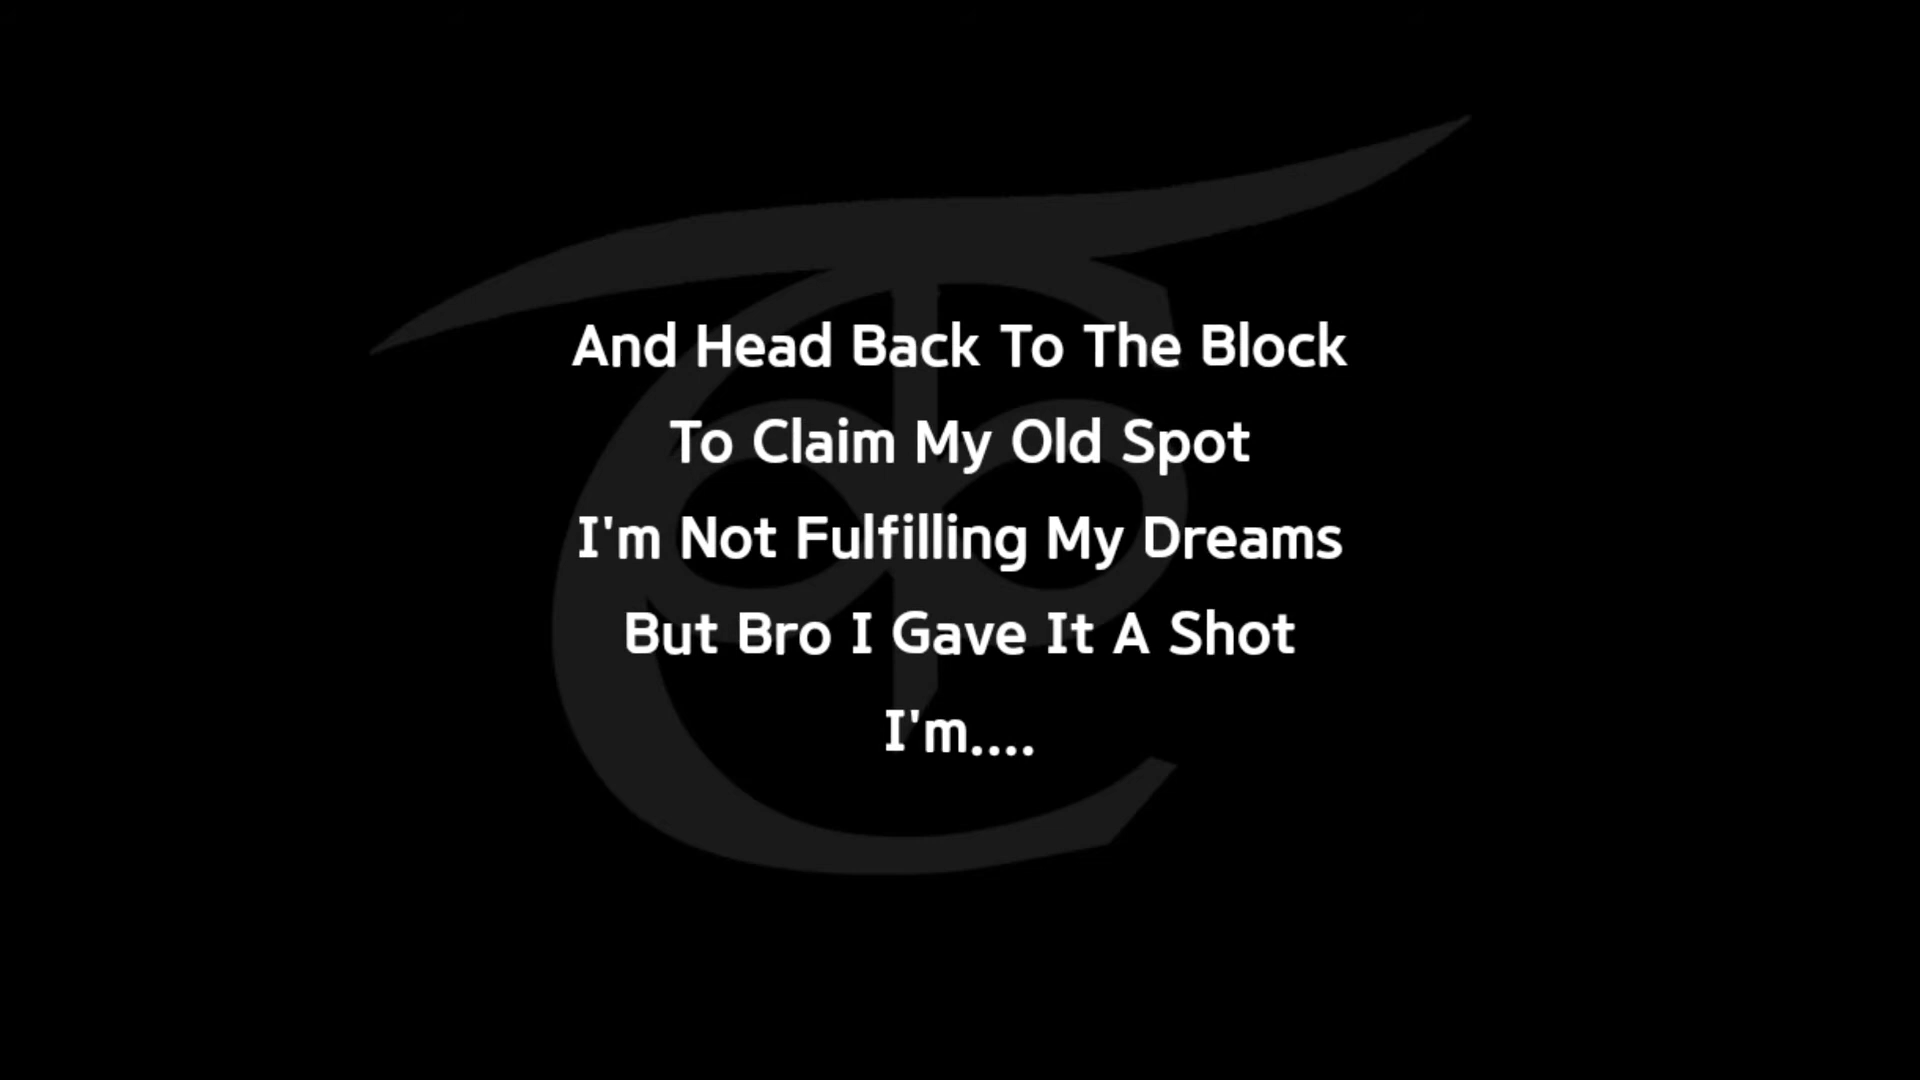 And Head Back To The Block
To Claim My Old Spot
I'm Not Fulfilling My Dreams
But Bro I Gave It A Shot
I'm....